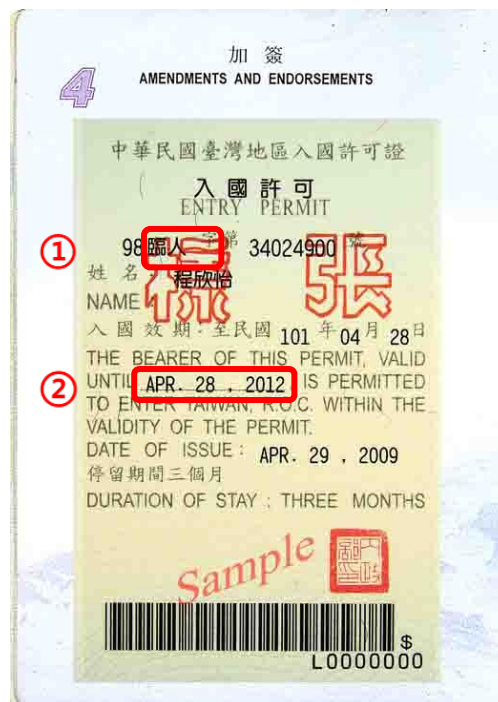 加 簽
4
AMENDMENTS AND ENDORSEMENTS
中華民國臺灣地區入國許可證
入國許可
ENTRY PERMIT
① 98臨人 字第 34024900 號
樣 張
姓 名 程欣怡
NAME
入 國 效 期:至民國 101 年 04 月 28 日
THE BEARER OF THIS PERMIT, VALID
② UNTIL APR. 28 , 2012 IS PERMITTED
TO ENTER TAIWAN, R.O.C. WITHIN THE
VALIDITY OF THE PERMIT.
DATE OF ISSUE: APR. 29 , 2009
停留期間三個月
DURATION OF STAY : THREE MONTHS
Sample
$
L0000000